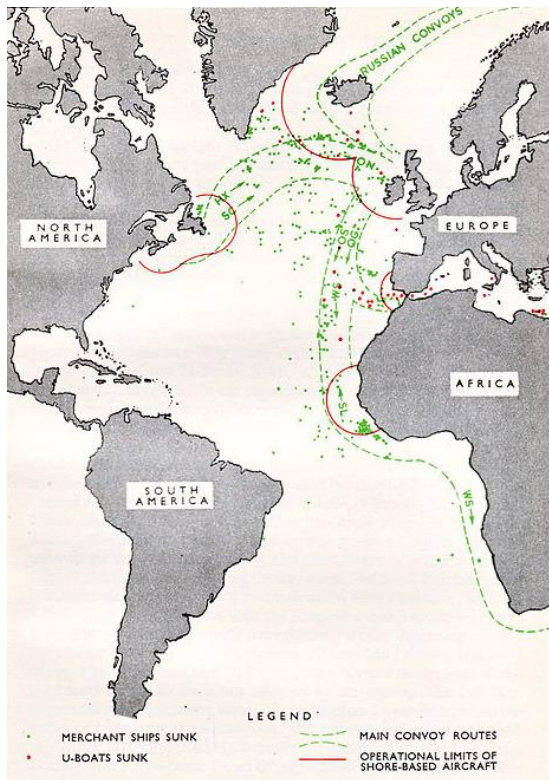 RUSSIAN CONVOYS
ON
HX
SC
NORTH
AMERICA
EUROPE
OG
SL
AFRICA
SOUTH
AMERICA
WS
LEGEND
MERCHANT SHIPS SUNK
MAIN CONVOY ROUTES
U-BOATS SUNK
OPERATIONAL LIMITS OF
SHORE-BASED AIRCRAFT